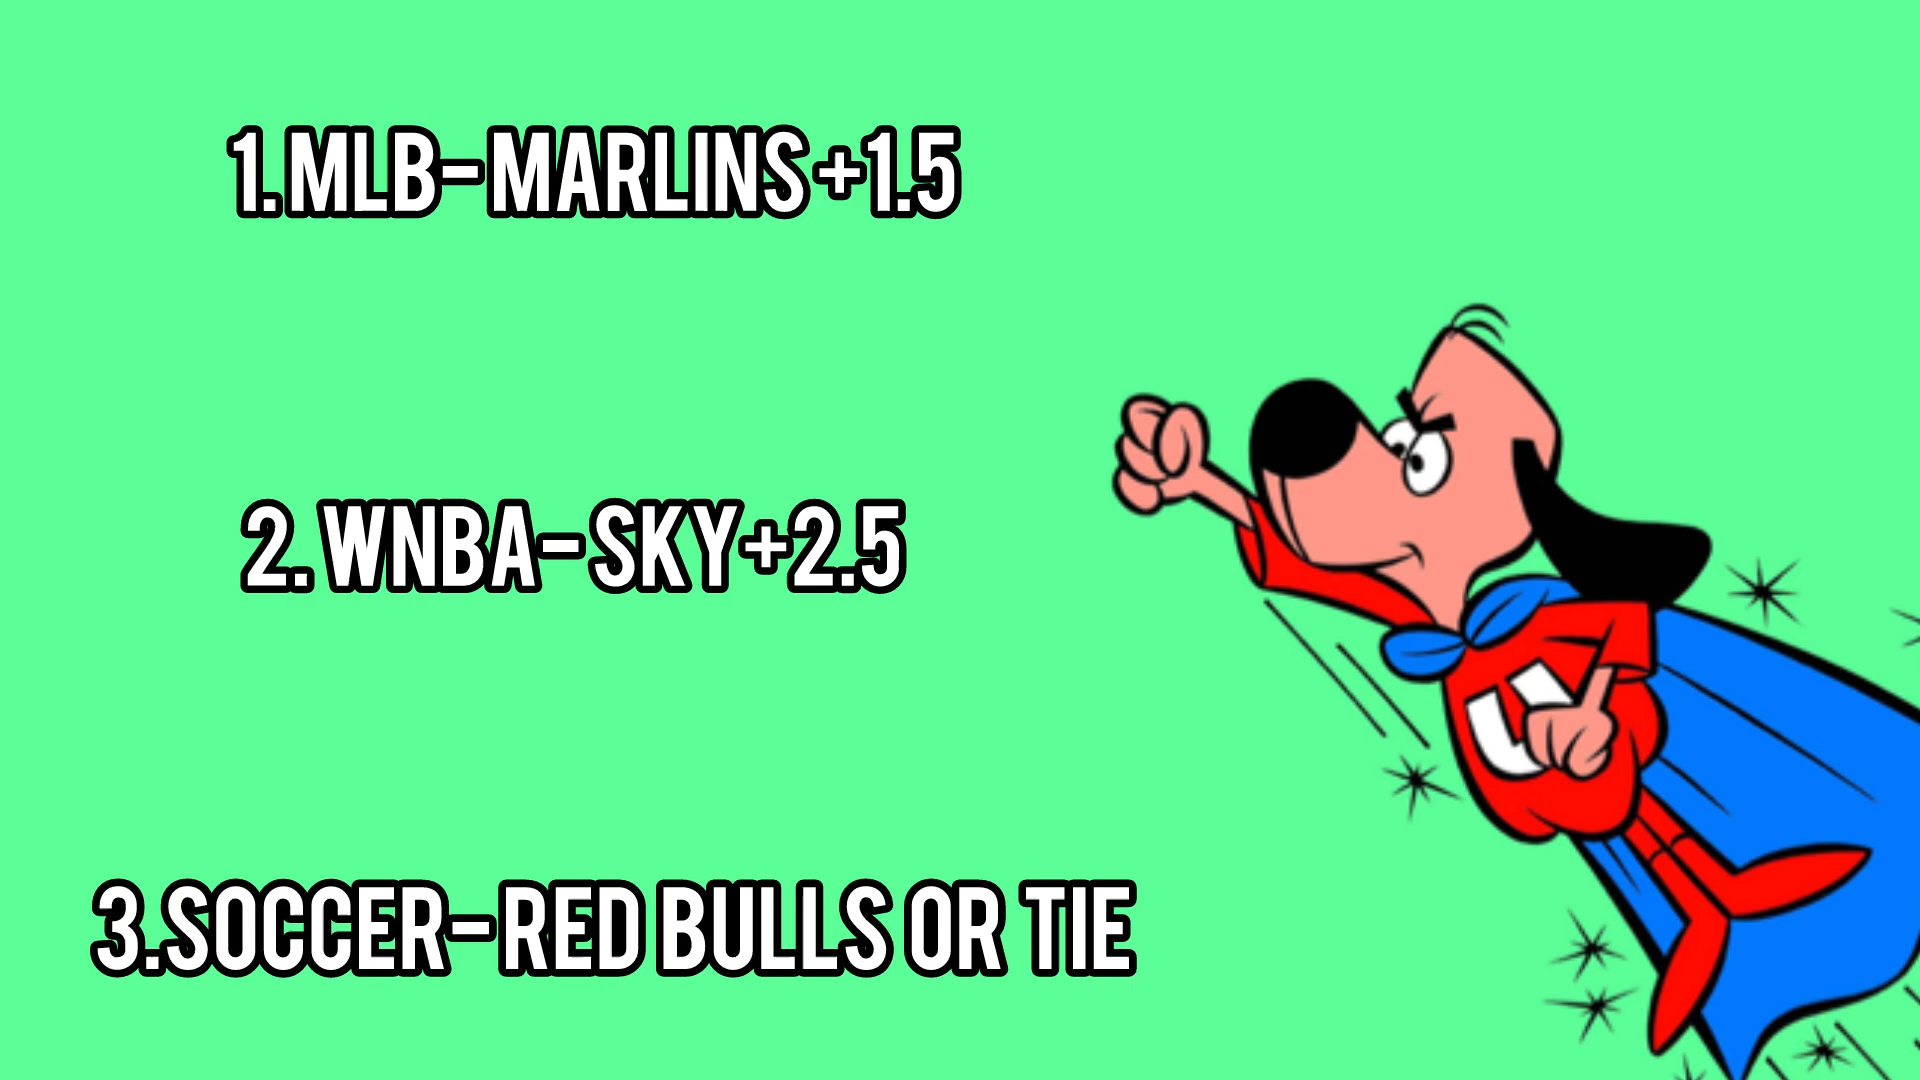 1. MLB- MARLINS +1.5
2. WNBA- SKY +2.5
3.SOCCER- RED BULLS OR TIE
U